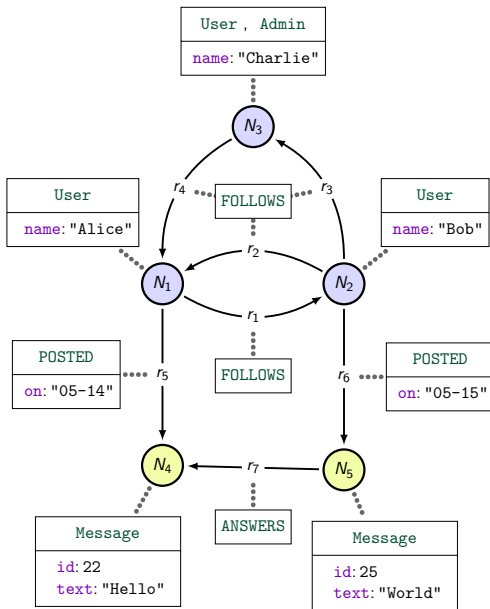 User , Admin
name: "Charlie"
N3
r4
r3
FOLLOWS
User
name: "Alice"
User
name: "Bob"
r2
N1
N2
r1
POSTED
on: "05-14"
r5
FOLLOWS
r6
POSTED
on: "05-15"
N4
r7
N5
ANSWERS
Message
id: 22
text: "Hello"
Message
id: 25
text: "World"